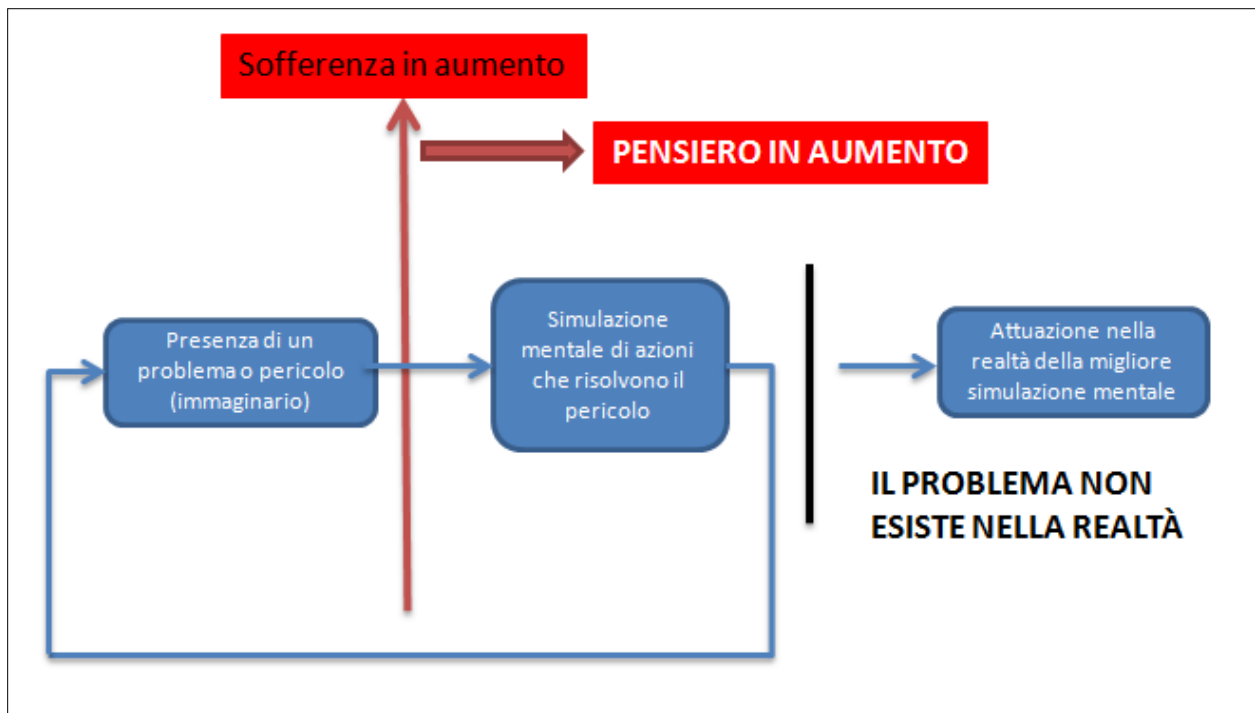 Sofferenza in aumento
PENSIERO IN AUMENTO
Presenza di un
problema o pericolo
(immaginario)
Simulazione
mentale di azioni
che risolvono il
pericolo
Attuazione nella
realtà della migliore
simulazione mentale
IL PROBLEMA NON
ESISTE NELLA REALTÀ